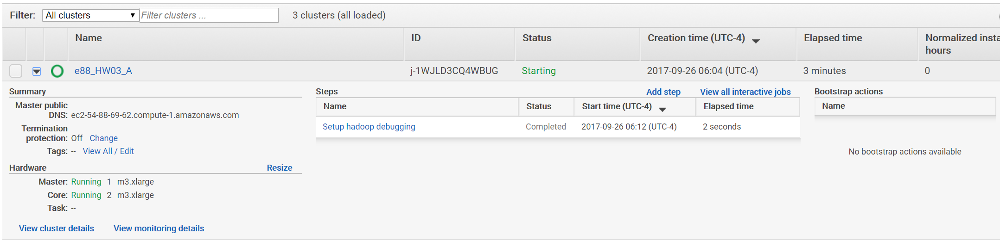 Filter: All clusters Filter clusters ... 3 clusters (all loaded)
Name ID Status Creation time (UTC-4) Elapsed time Normalized insta
hours
e88_HW03_A j-1WJLD3CQ4WBUG Starting 2017-09-26 06:04 (UTC-4) 3 minutes 0
Summary
Master public
DNS: ec2-54-88-69-62.compute-1.amazonaws.com
Termination
protection: Off Change
Tags: -- View All / Edit
Hardware Resize
Master: Running 1 m3.xlarge
Core: Running 2 m3.xlarge
Task: --
View cluster details View monitoring details
Steps Add step View all interactive jobs
Name Status Start time (UTC-4) Elapsed time
Setup hadoop debugging Completed 2017-09-26 06:12 (UTC-4) 2 seconds
Bootstrap actions
Name
No bootstrap actions available